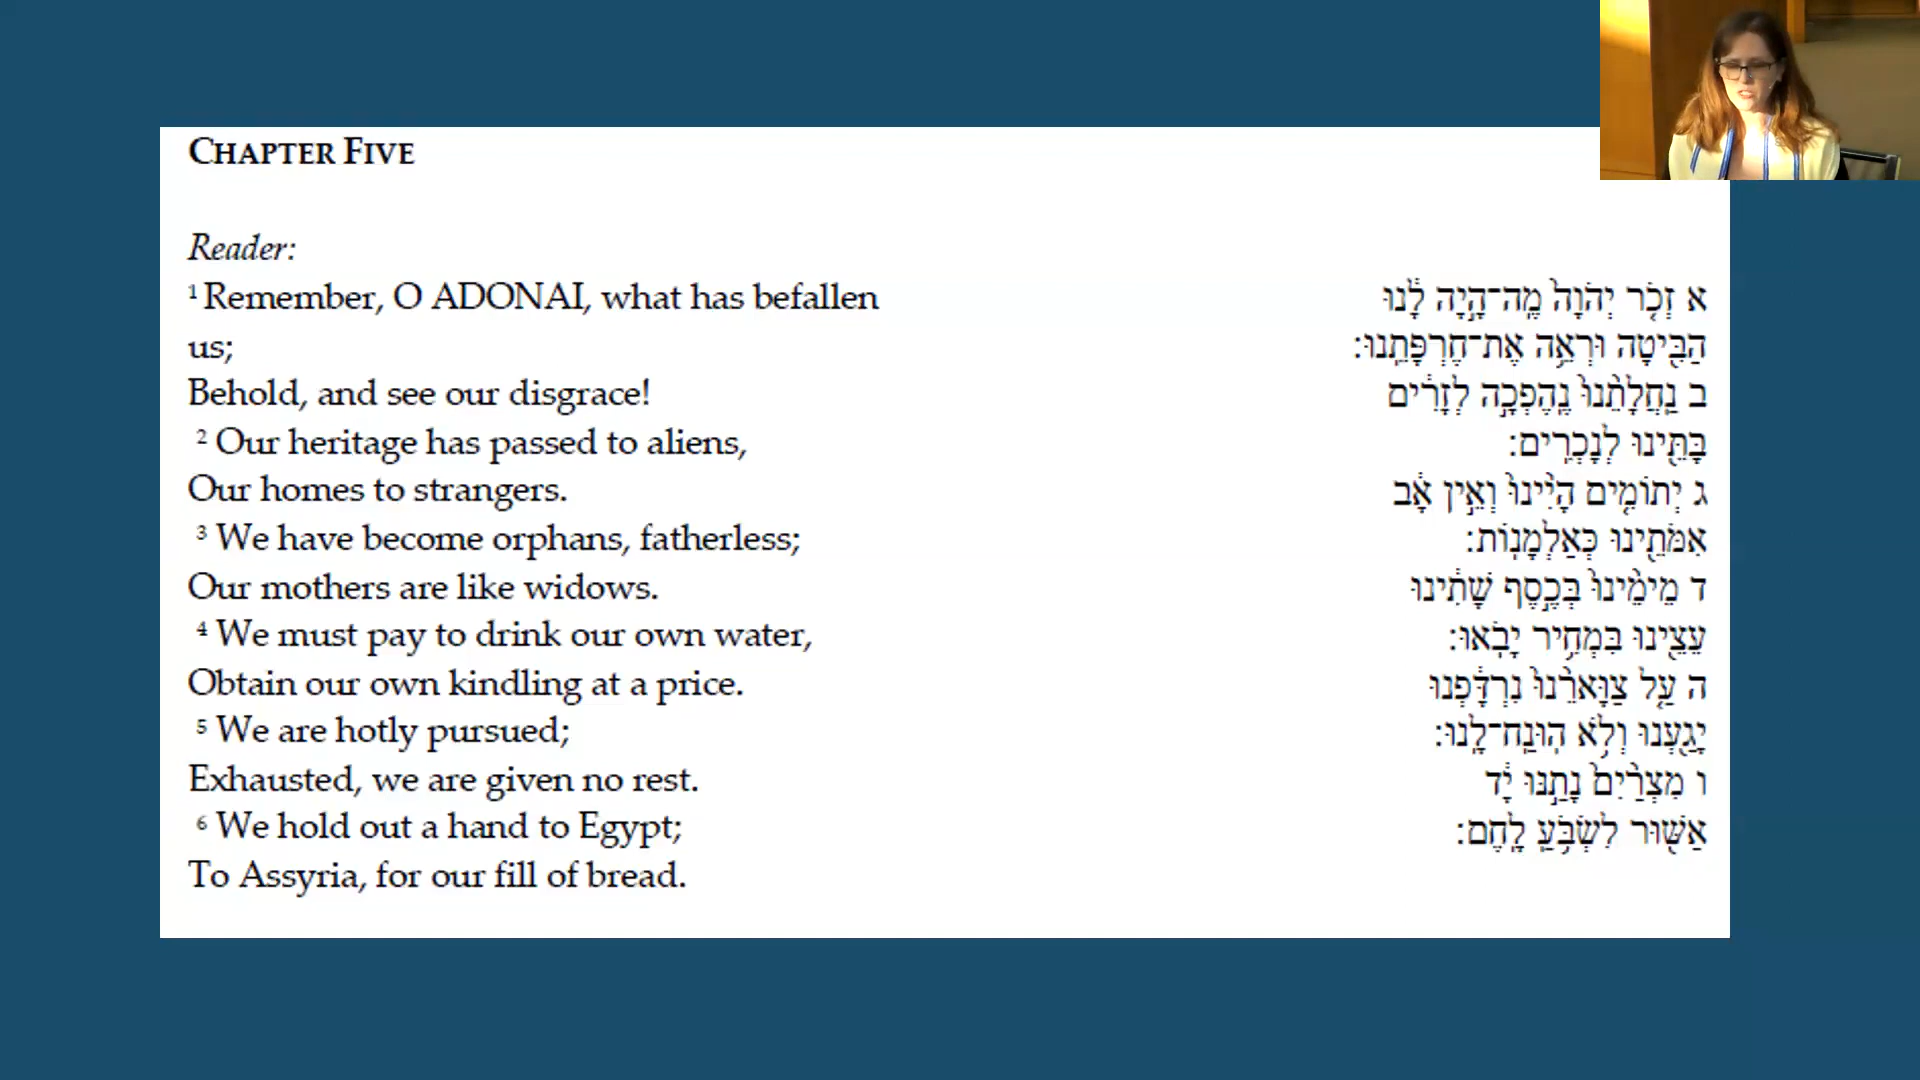 CHAPTER FIVE
Reader:
¹ Remember, O ADONAI, what has befallen
us;
Behold, and see our disgrace!
² Our heritage has passed to aliens,
Our homes to strangers.
³ We have become orphans, fatherless;
Our mothers are like widows.
⁴ We must pay to drink our own water,
Obtain our own kindling at a price.
⁵ We are hotly pursued;
Exhausted, we are given no rest.
⁶ We hold out a hand to Egypt;
To Assyria, for our fill of bread.
א זְכֹ֤ר יְהֹוָה֙ מֶה־הָ֣יָה לָ֔נוּ
הַבִּ֖יטָה וּרְאֵ֥ה אֶת־חֶרְפָּתֵֽנוּ׃
ב נַחֲלָתֵ֙נוּ֙ נֶהֶפְכָ֣ה לְזָרִ֔ים
בָּתֵּ֖ינוּ לְנׇכְרִֽים׃
ג יְתוֹמִ֤ים הָיִ֙ינוּ֙ וְאֵ֣ין אָ֔ב
אִמֹּתֵ֖ינוּ כְּאַלְמָנֽוֹת׃
ד מֵימֵ֙ינוּ֙ בְּכֶ֣סֶף שָׁתִ֔ינוּ
עֵצֵ֖ינוּ בִּמְחִ֥יר יָבֹֽאוּ׃
ה עַ֤ל צַוָּארֵ֙נוּ֙ נִרְדָּ֔פְנוּ
יָגַ֖עְנוּ וְלֹ֥א הֽוּנַֽח־לָֽנוּ׃
ו מִצְרַ֙יִם֙ נָתַ֣נּוּ יָ֔ד
אַשּׁ֖וּר לִשְׂבֹּ֥עַֽ לָֽחֶם׃